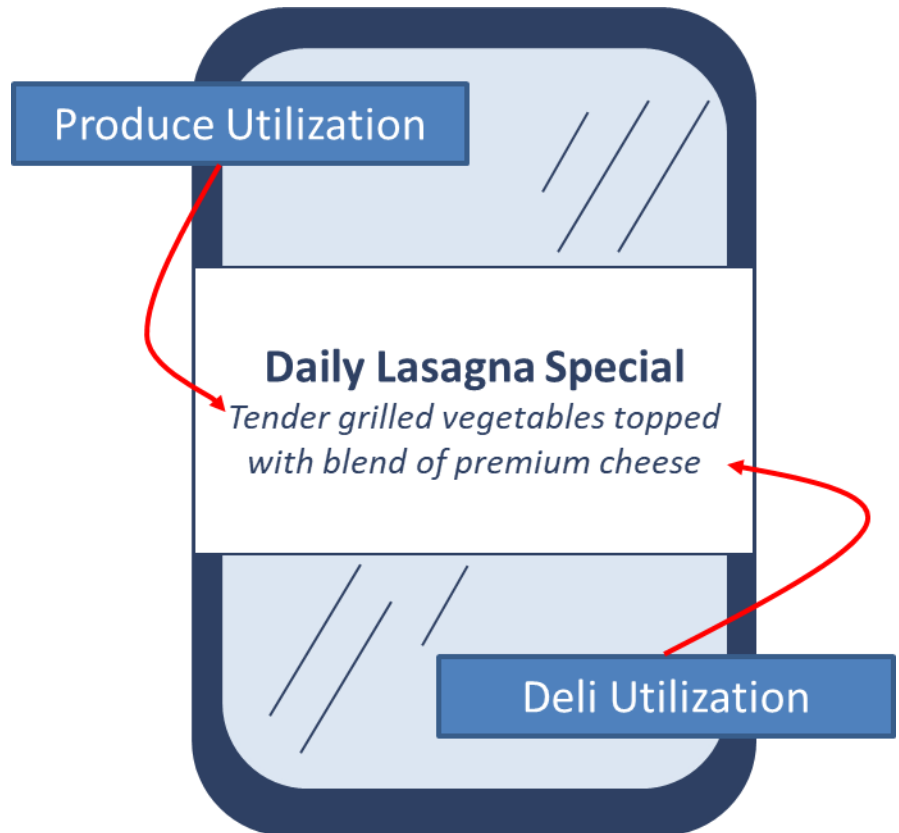 Produce Utilization
Daily Lasagna Special
Tender grilled vegetables topped
with blend of premium cheese
Deli Utilization